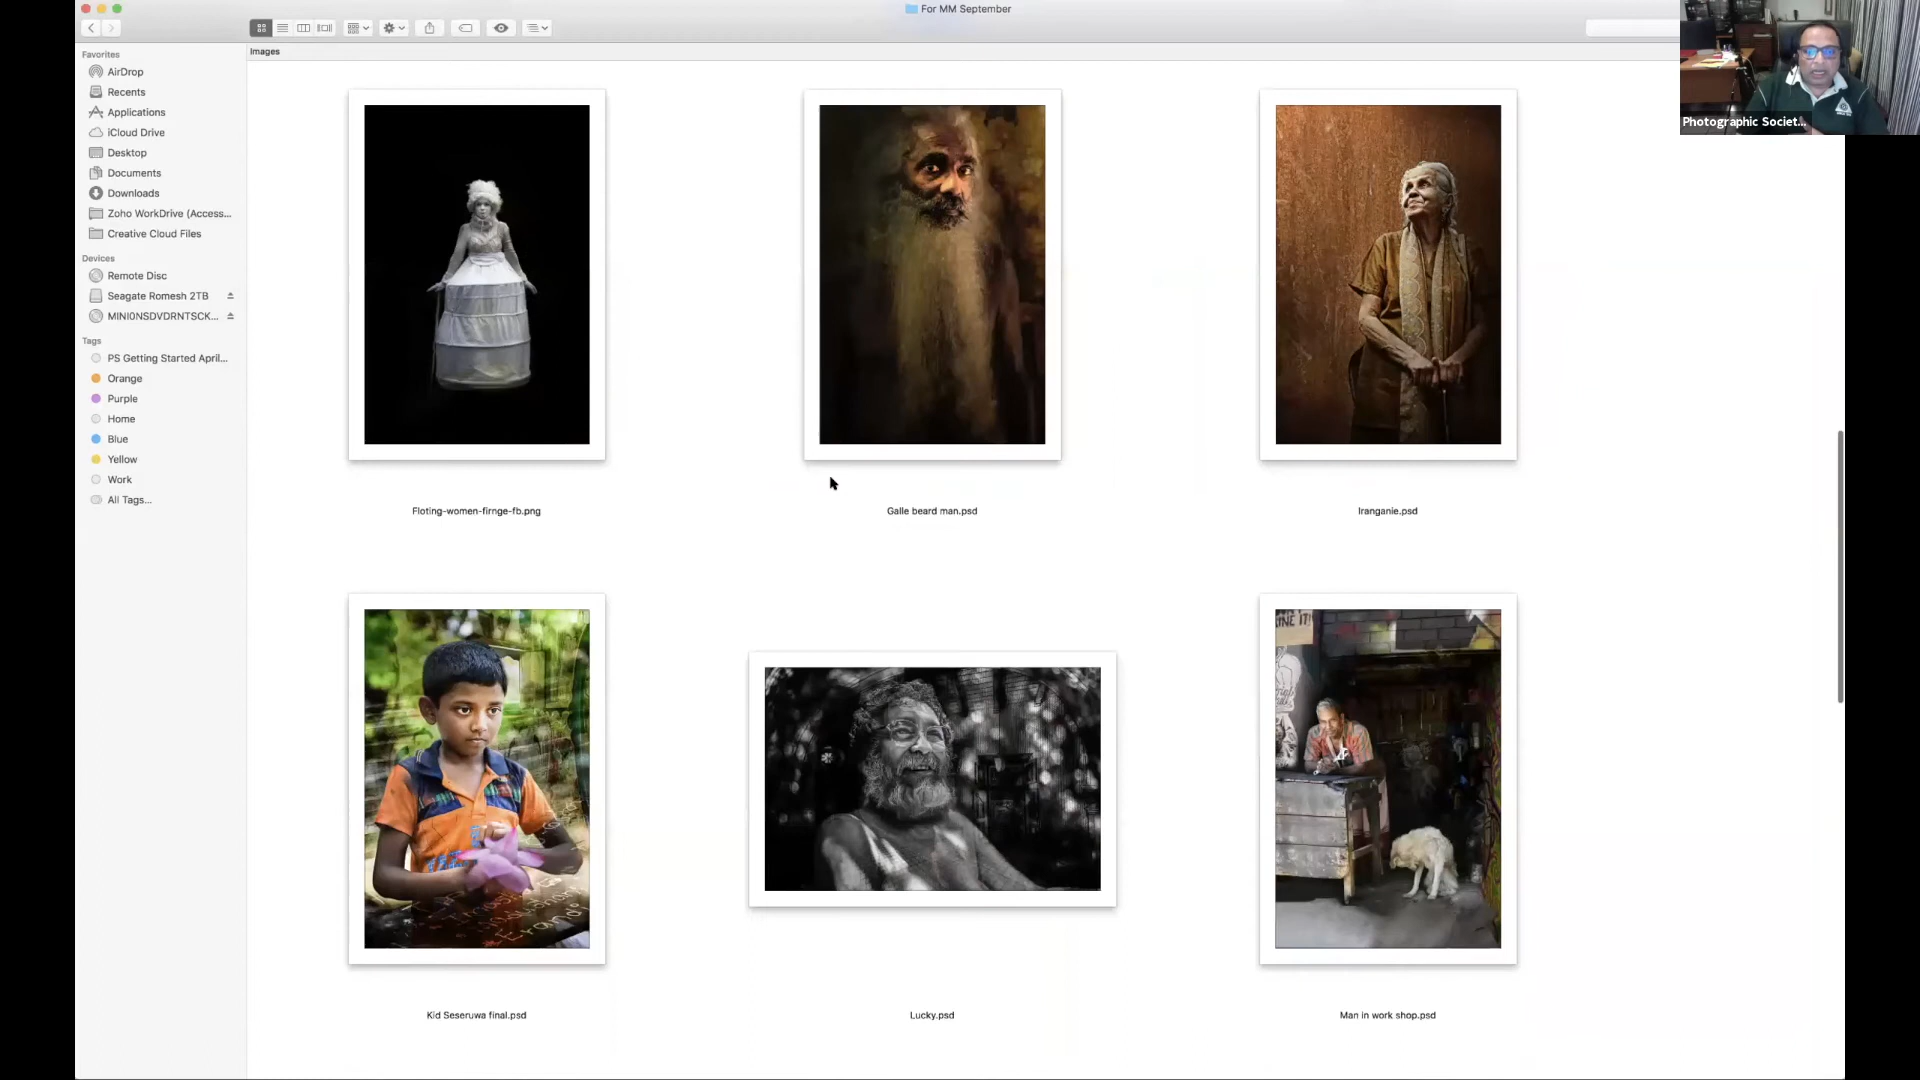 For MM September
Images
Favorites
AirDrop
Recents
Applications
iCloud Drive
Desktop
Documents
Downloads
Zoho WorkDrive (Access...
Creative Cloud Files
Devices
Remote Disc
Seagate Romesh 2TB
MINI0NSDVDRNTSCK...
Tags
PS Getting Started April...
Orange
Purple
Home
Blue
Yellow
Work
All Tags...
Photographic Societ...
Floting-women-firnge-fb.png
Galle beard man.psd
Iranganie.psd
Kid Seseruwa final.psd
Lucky.psd
Man in work shop.psd